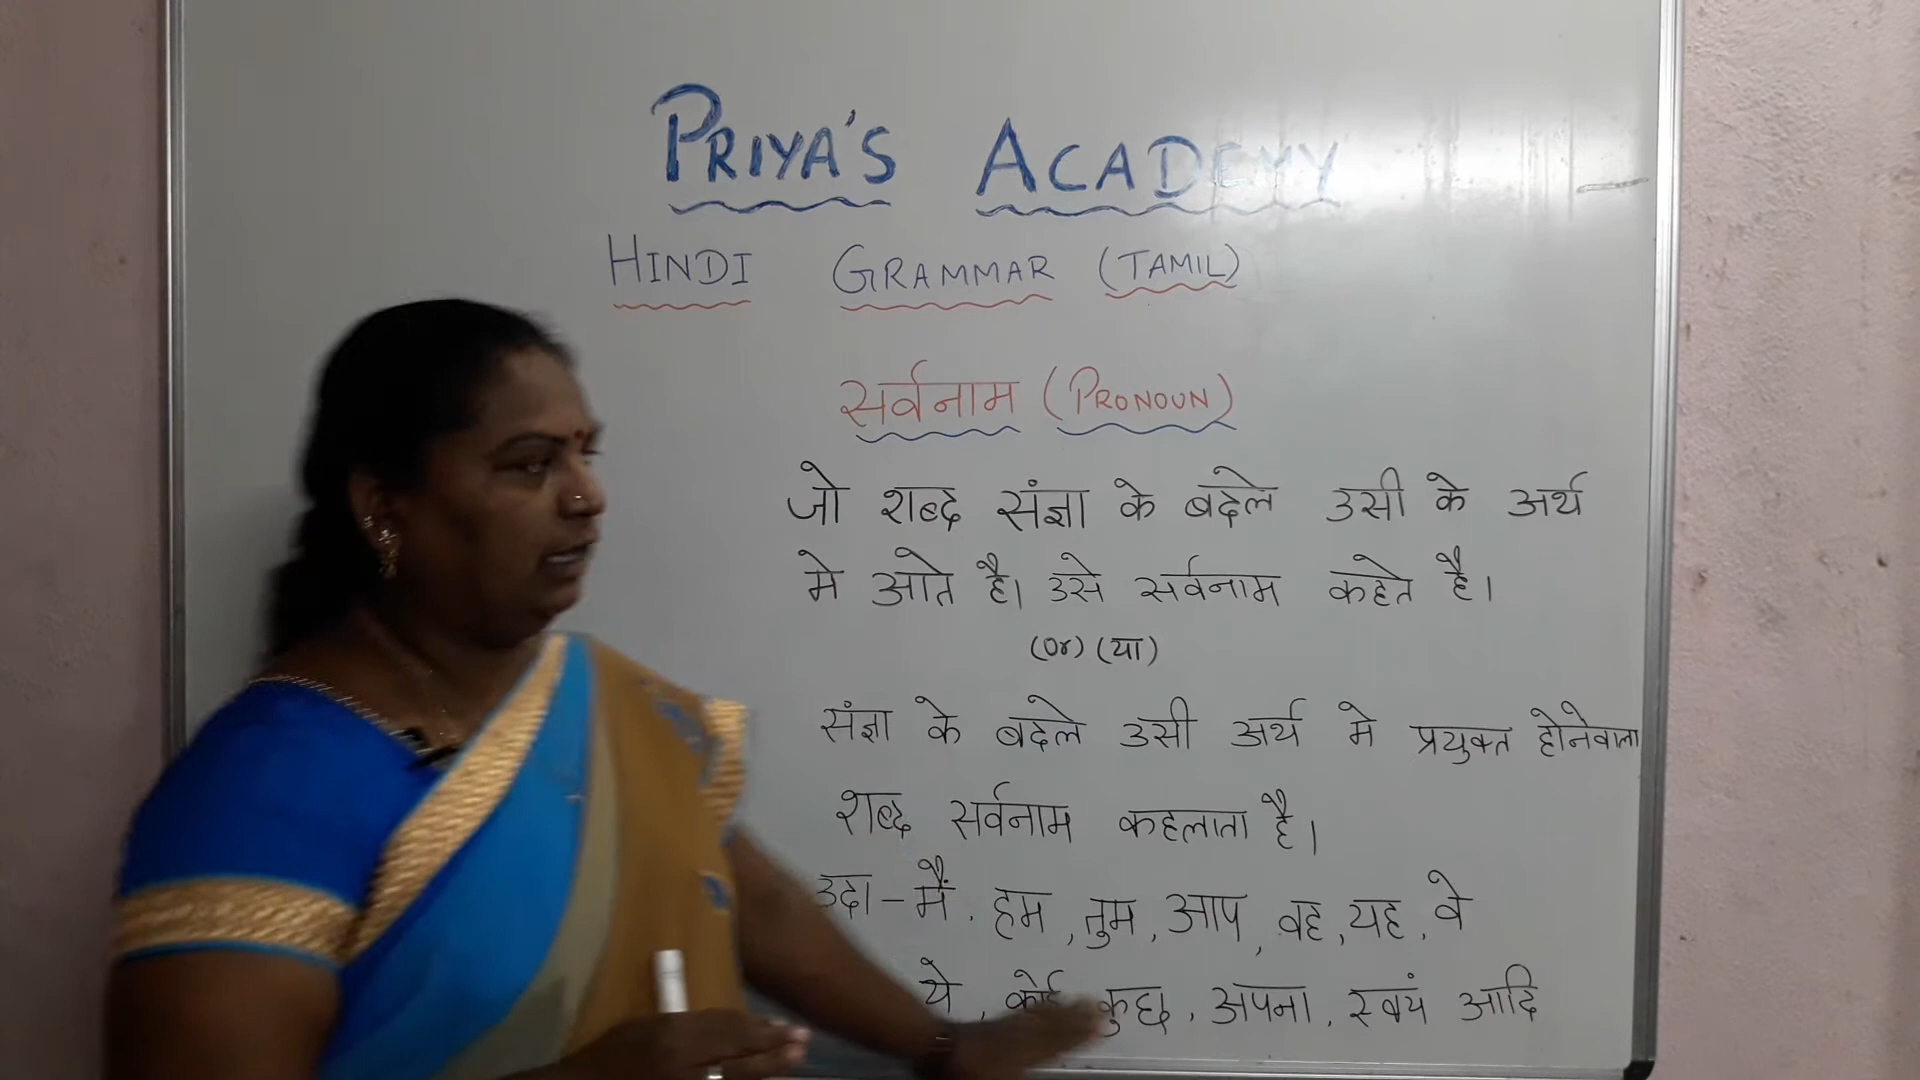 PRIYA'S ACADEMY
HINDI GRAMMAR (TAMIL)
सर्वनाम (PRONOUN)
जो शब्द संज्ञा के बदले उसी के अर्थ
मे आते है। उसे सर्वनाम कहते है।
(or) (या)
संज्ञा के बदले उसी अर्थ मे प्रयुक्त होनेवाला
शब्द सर्वनाम कहलाता है।
उदा - मैं, हम, तुम, आप, वह, यह, वे
ये, कोई कुछ, अपना, स्वयं आदि